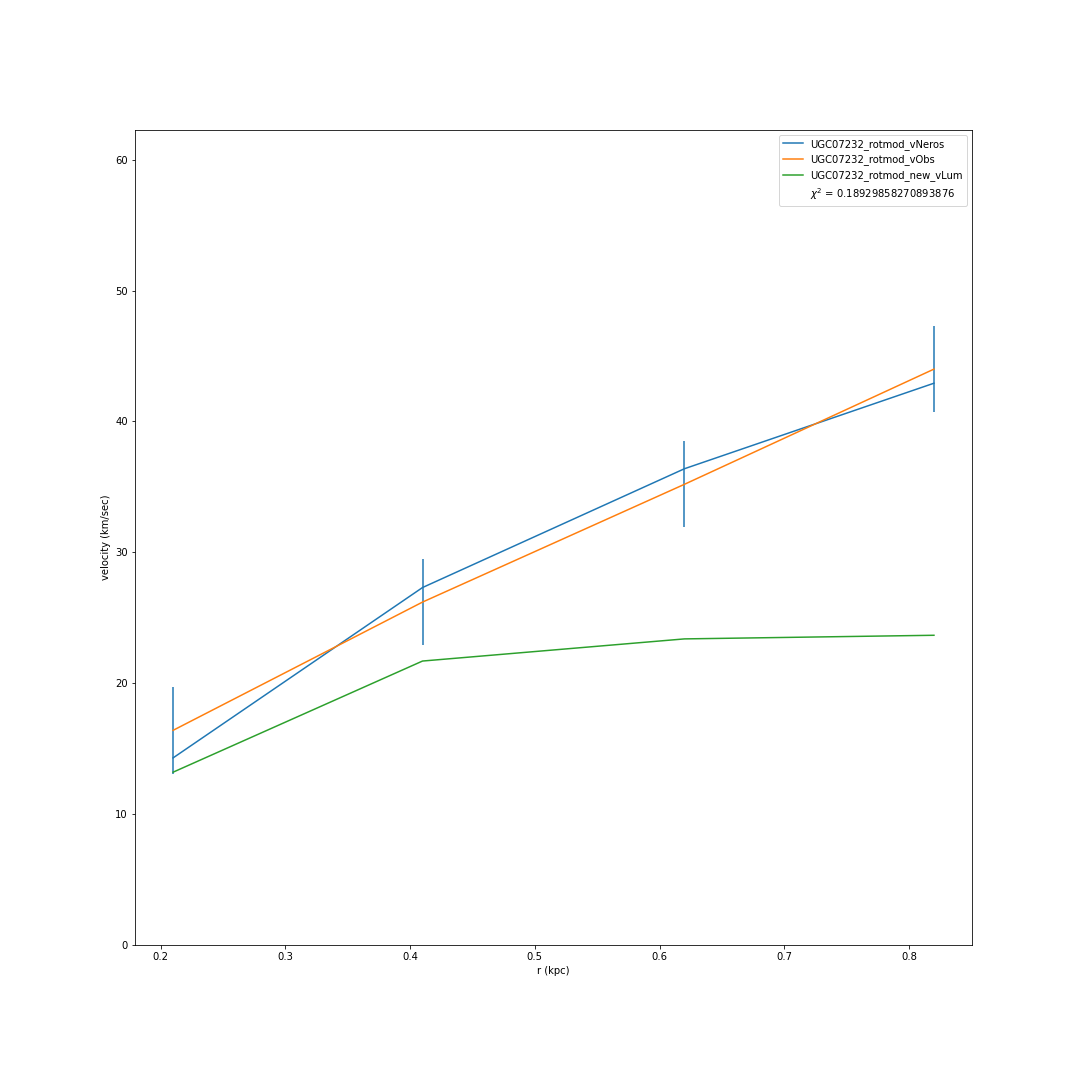 UGC07232_rotmod_vNeros
UGC07232_rotmod_vObs
UGC07232_rotmod_new_vLum
χ² = 0.18929858270893876
60
50
40
30
20
10
0
velocity (km/sec)
0.2 0.3 0.4 0.5 0.6 0.7 0.8
r (kpc)